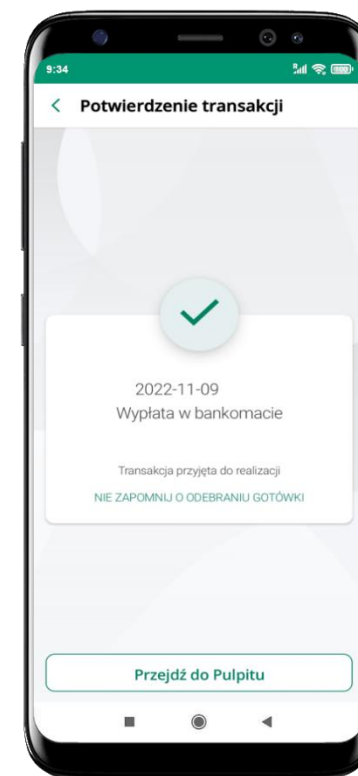 9:34
Potwierdzenie transakcji
2022-11-09
Wypłata w bankomacie
Transakcja przyjęta do realizacji
NIE ZAPOMNIJ O ODEBRANIU GOTÓWKI
Przejdź do Pulpitu